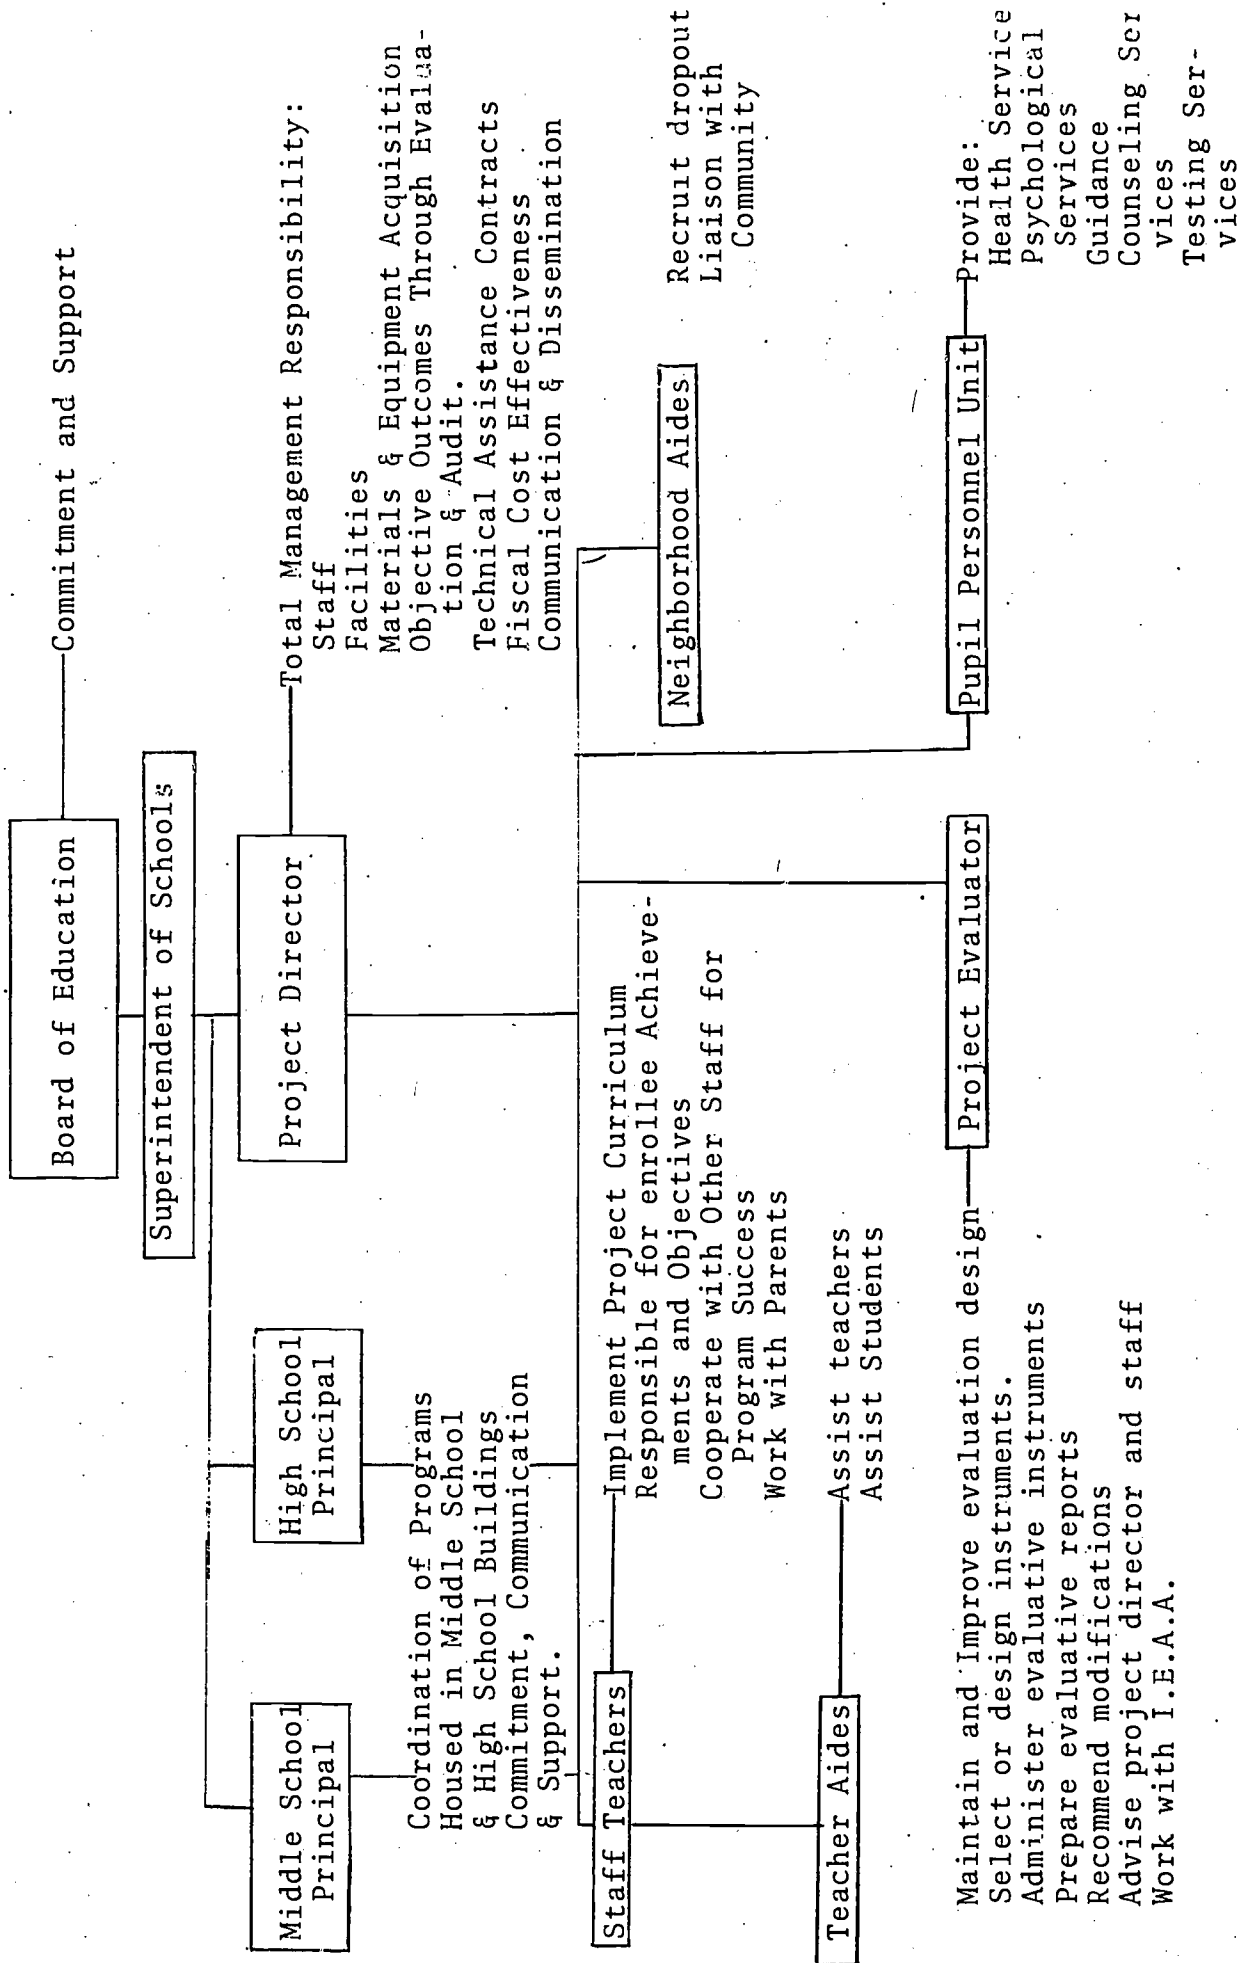 Board of Education
Commitment and Support
Superintendent of Schools
Middle School
Principal
High School
Principal
Project Director
Total Management Responsibility:
Staff
Facilities
Materials & Equipment Acquisition
Objective Outcomes Through Evalua-
tion & Audit.
Technical Assistance Contracts
Fiscal Cost Effectiveness
Communication & Dissemination
Coordination of Programs
Housed in Middle School
& High School Buildings
Commitment, Communication
& Support.
Staff Teachers
Implement Project Curriculum
Responsible for enrollee Achieve-
ments and Objectives
Cooperate with Other Staff for
Program Success
Work with Parents
Neighborhood Aides
Recruit dropout
Liaison with
Community
Teacher Aides
Assist teachers
Assist Students
Maintain and Improve evaluation design
Select or design instruments.
Administer evaluative instruments
Prepare evaluative reports
Recommend modifications
Advise project director and staff
Work with I.E.A.A.
Project Evaluator
Pupil Personnel Unit
Provide:
Health Service
Psychological
Services
Guidance
Counseling Ser
vices
Testing Ser-
vices